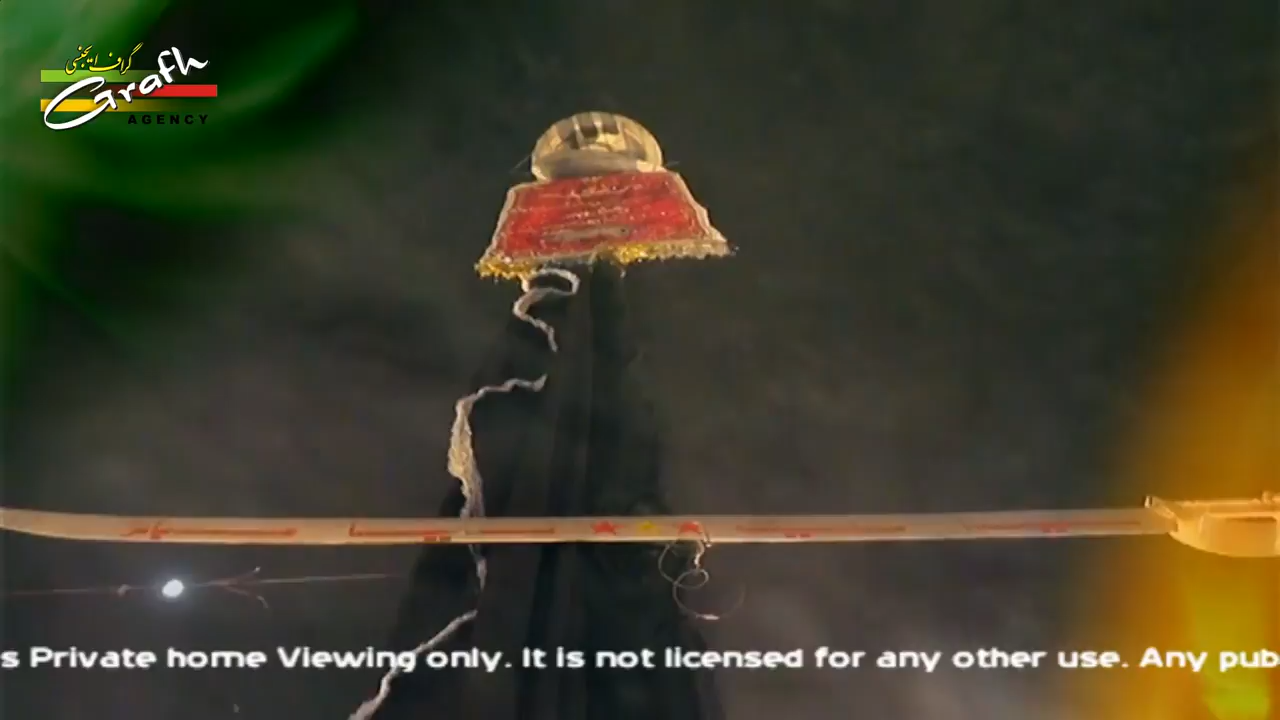 گراف ایجنسی
Grafh
AGENCY
s Private home Viewing only. It is not licensed for any other use. Any pub